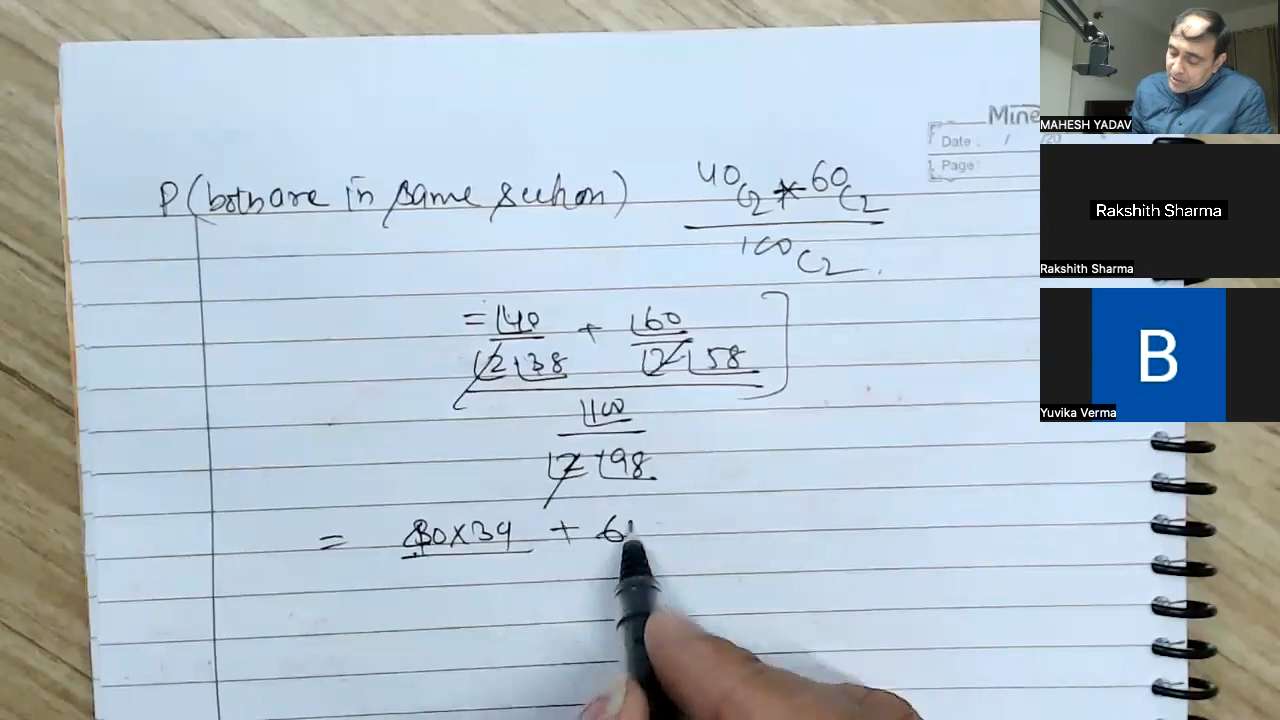 Mine
Date : / /20
Page:
P(both are in same section) 40C2 + 60C2
100C2
= 40 + 60
2 38 2 58
100
2 98
= 40x39 + 6
MAHESH YADAV
Rakshith Sharma
Rakshith Sharma
B
Yuvika Verma